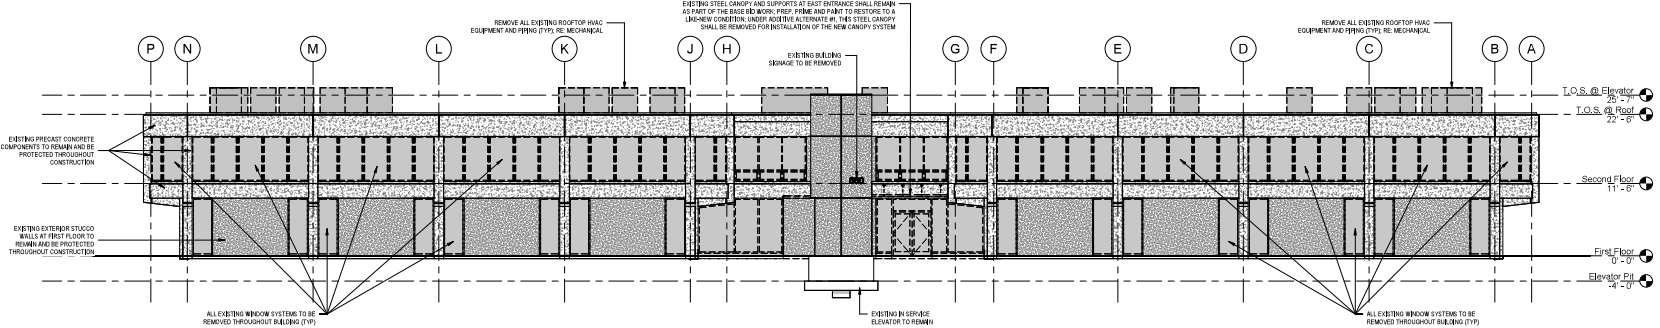 EXISTING STEEL CANOPY AND SUPPORTS AT EAST ENTRANCE SHALL REMAIN
AS PART OF THE BASE BID WORK; PREP, PRIME AND PAINT TO RESTORE TO A
LIKE-NEW CONDITION; UNDER ADDITIVE ALTERNATE #1, THIS STEEL CANOPY
SHALL BE REMOVED FOR INSTALLATION OF THE NEW CANOPY SYSTEM
REMOVE ALL EXISTING ROOFTOP HVAC
EQUIPMENT AND PIPING (TYP); RE: MECHANICAL
REMOVE ALL EXISTING ROOFTOP HVAC
EQUIPMENT AND PIPING (TYP); RE: MECHANICAL
P N M L K J H G F E D C B A
EXISTING BUILDING
SIGNAGE TO BE REMOVED
T.O.S. @ Elevator
25' - 7"
T.O.S. @ Roof
22' - 6"
EXISTING PRECAST CONCRETE
COMPONENTS TO REMAIN AND BE
PROTECTED THROUGHOUT
CONSTRUCTION
Second Floor
11' - 6"
EXISTING EXTERIOR STUCCO
WALLS AT FIRST FLOOR TO
REMAIN AND BE PROTECTED
THROUGHOUT CONSTRUCTION
First Floor
0' - 0"
Elevator Pit
-4' - 0"
ALL EXISTING WINDOW SYSTEMS TO BE
REMOVED THROUGHOUT BUILDING (TYP)
EXISTING IN SERVICE
ELEVATOR TO REMAIN
ALL EXISTING WINDOW SYSTEMS TO BE
REMOVED THROUGHOUT BUILDING (TYP)